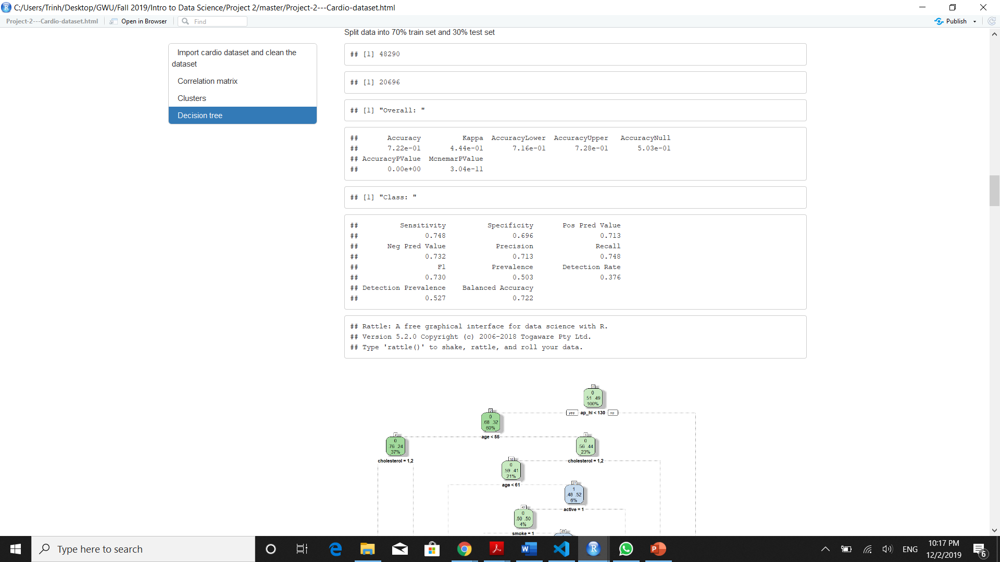 C:/Users/Trinh/Desktop/GWU/Fall 2019/Intro to Data Science/Project 2/master/Project-2---Cardio-dataset.html
Project-2---Cardio-dataset.html Open in Browser Find Publish
Split data into 70% train set and 30% test set
Import cardio dataset and clean the
dataset
Correlation matrix
Clusters
Decision tree
## [1] 48290
## [1] 20696
## [1] "Overall: "
## Accuracy Kappa AccuracyLower AccuracyUpper AccuracyNull
## 7.22e-01 4.44e-01 7.16e-01 7.28e-01 5.03e-01
## AccuracyPValue McnemarPValue
## 0.00e+00 3.04e-11
## [1] "Class: "
## Sensitivity Specificity Pos Pred Value
## 0.748 0.696 0.713
## Neg Pred Value Precision Recall
## 0.732 0.713 0.748
## F1 Prevalence Detection Rate
## 0.730 0.503 0.376
## Detection Prevalence Balanced Accuracy
## 0.527 0.722
## Rattle: A free graphical interface for data science with R.
## Version 5.2.0 Copyright (c) 2006-2018 Togaware Pty Ltd.
## Type 'rattle()' to shake, rattle, and roll your data.
1
0
.51 .49
100%
yes ap_hi < 130 no
2
0
.68 .32
60%
age < 55
4
0
.76 .24
37%
cholesterol = 1,2
5
0
.56 .44
23%
cholesterol = 1,2
10
0
.59 .41
21%
age < 61
21
1
.48 .52
6%
active = 1
42
0
.50 .50
4%
smoke = 1
85
Type here to search
ENG
10:17 PM
12/2/2019
6